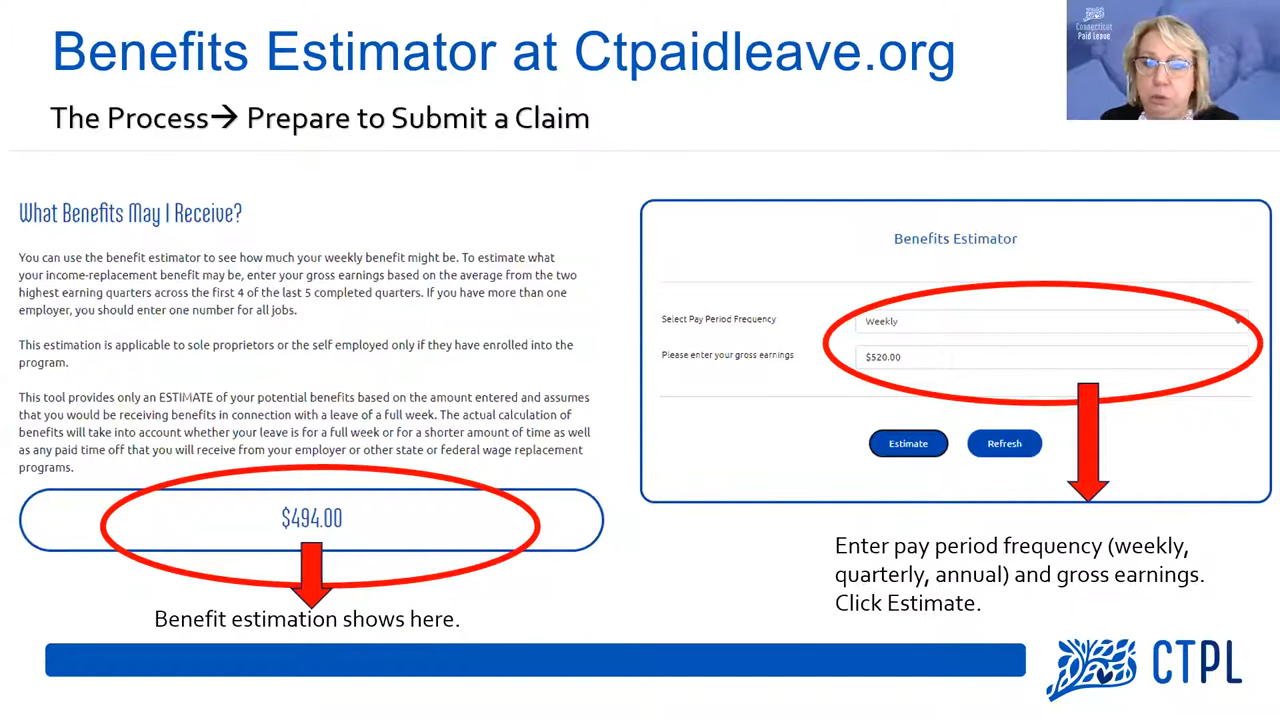 Benefits Estimator at Ctpaidleave.org
Connecticut
Paid Leave
The Process→ Prepare to Submit a Claim
What Benefits May I Receive?
You can use the benefit estimator to see how much your weekly benefit might be. To estimate what
your income-replacement benefit may be, enter your gross earnings based on the average from the two
highest earning quarters across the first 4 of the last 5 completed quarters. If you have more than one
employer, you should enter one number for all jobs.
This estimation is applicable to sole proprietors or the self employed only if they have enrolled into the
program.
This tool provides only an ESTIMATE of your potential benefits based on the amount entered and assumes
that you would be receiving benefits in connection with a leave of a full week. The actual calculation of
benefits will take into account whether your leave is for a full week or for a shorter amount of time as well
as any paid time off that you will receive from your employer or other state or federal wage replacement
programs.
$494.00
Benefit estimation shows here.
Benefits Estimator
Select Pay Period Frequency
Weekly
Please enter your gross earnings
$520.00
Estimate
Refresh
Enter pay period frequency (weekly,
quarterly, annual) and gross earnings.
Click Estimate.
CTPL